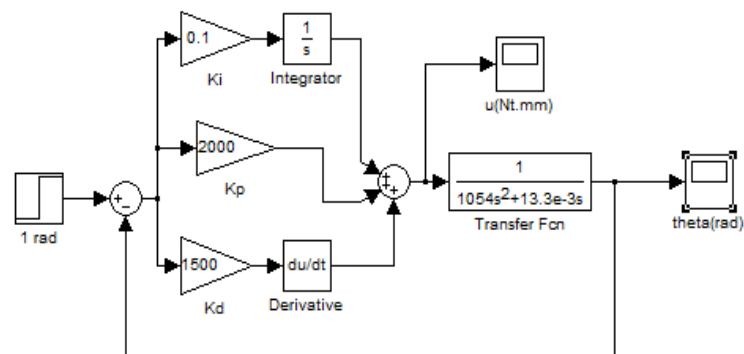 0.1
Ki
1
s
Integrator
u(Nt.mm)
2000
Kp
1
1054s²+13.3e-3s
Transfer Fcn
theta(rad)
1 rad
+
−
+
+
+
1500
Kd
du/dt
Derivative